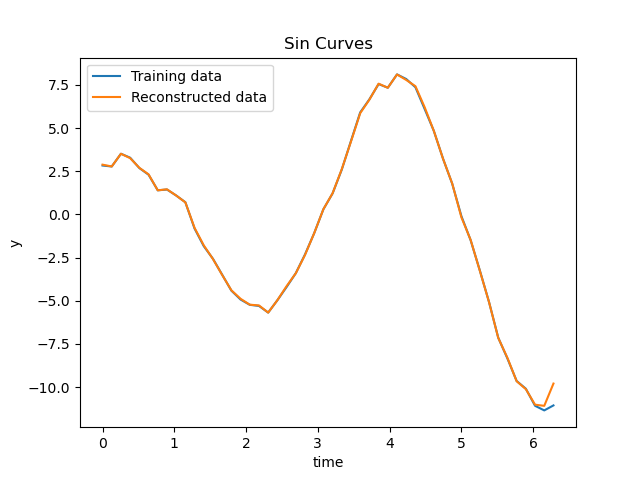 Sin Curves
Training data
Reconstructed data
7.5
5.0
2.5
0.0
−2.5
−5.0
−7.5
−10.0
y
0 1 2 3 4 5 6
time